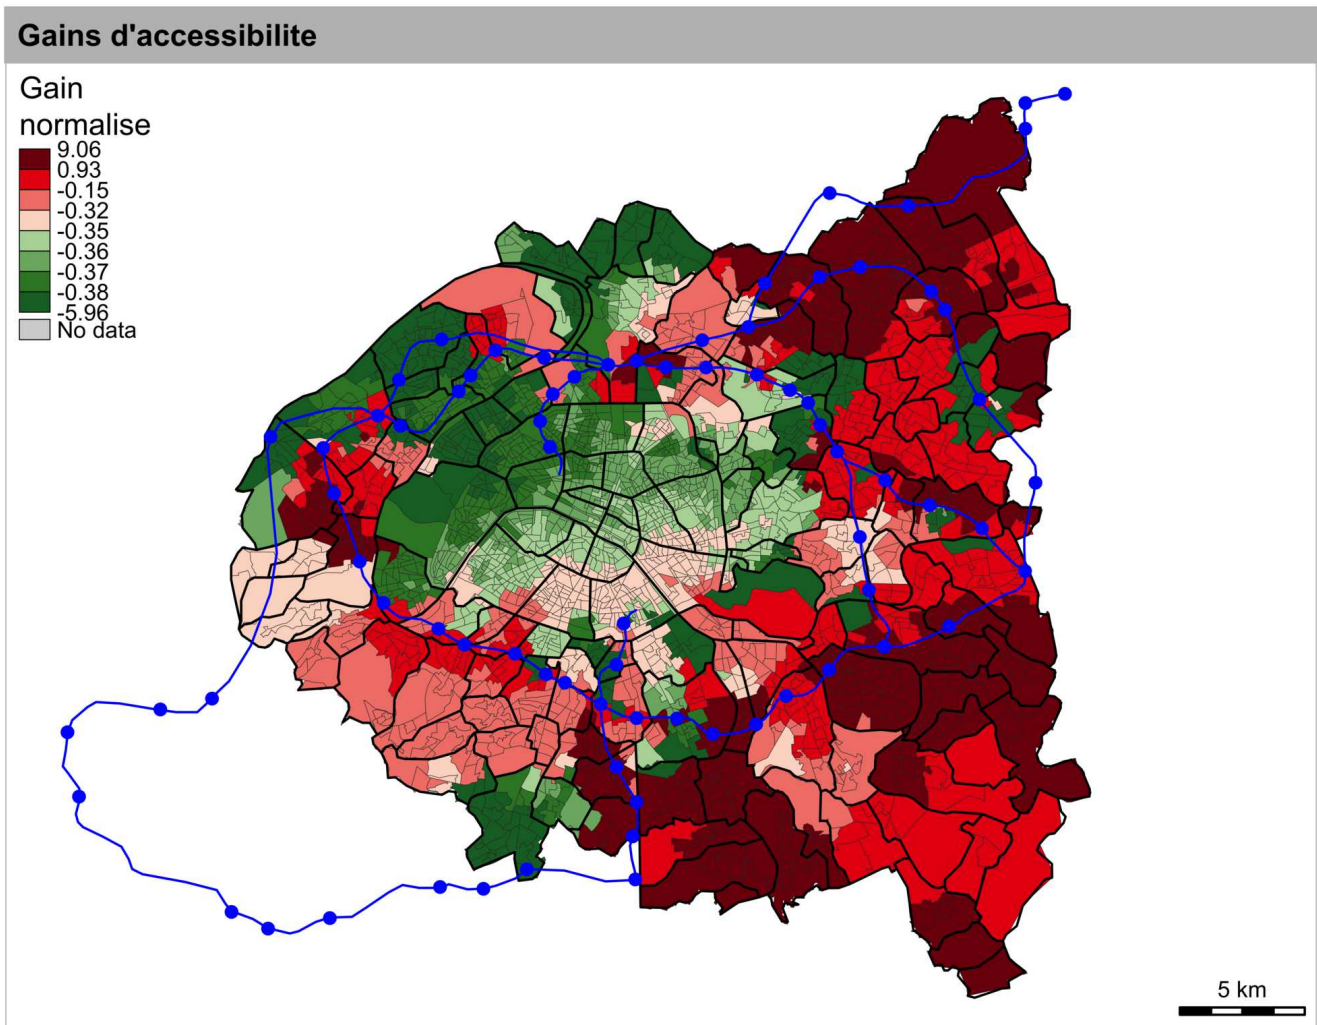 Gains d'accessibilite
Gain
normalise
9.06
0.93
-0.15
-0.32
-0.35
-0.36
-0.37
-0.38
-5.96
No data
5 km